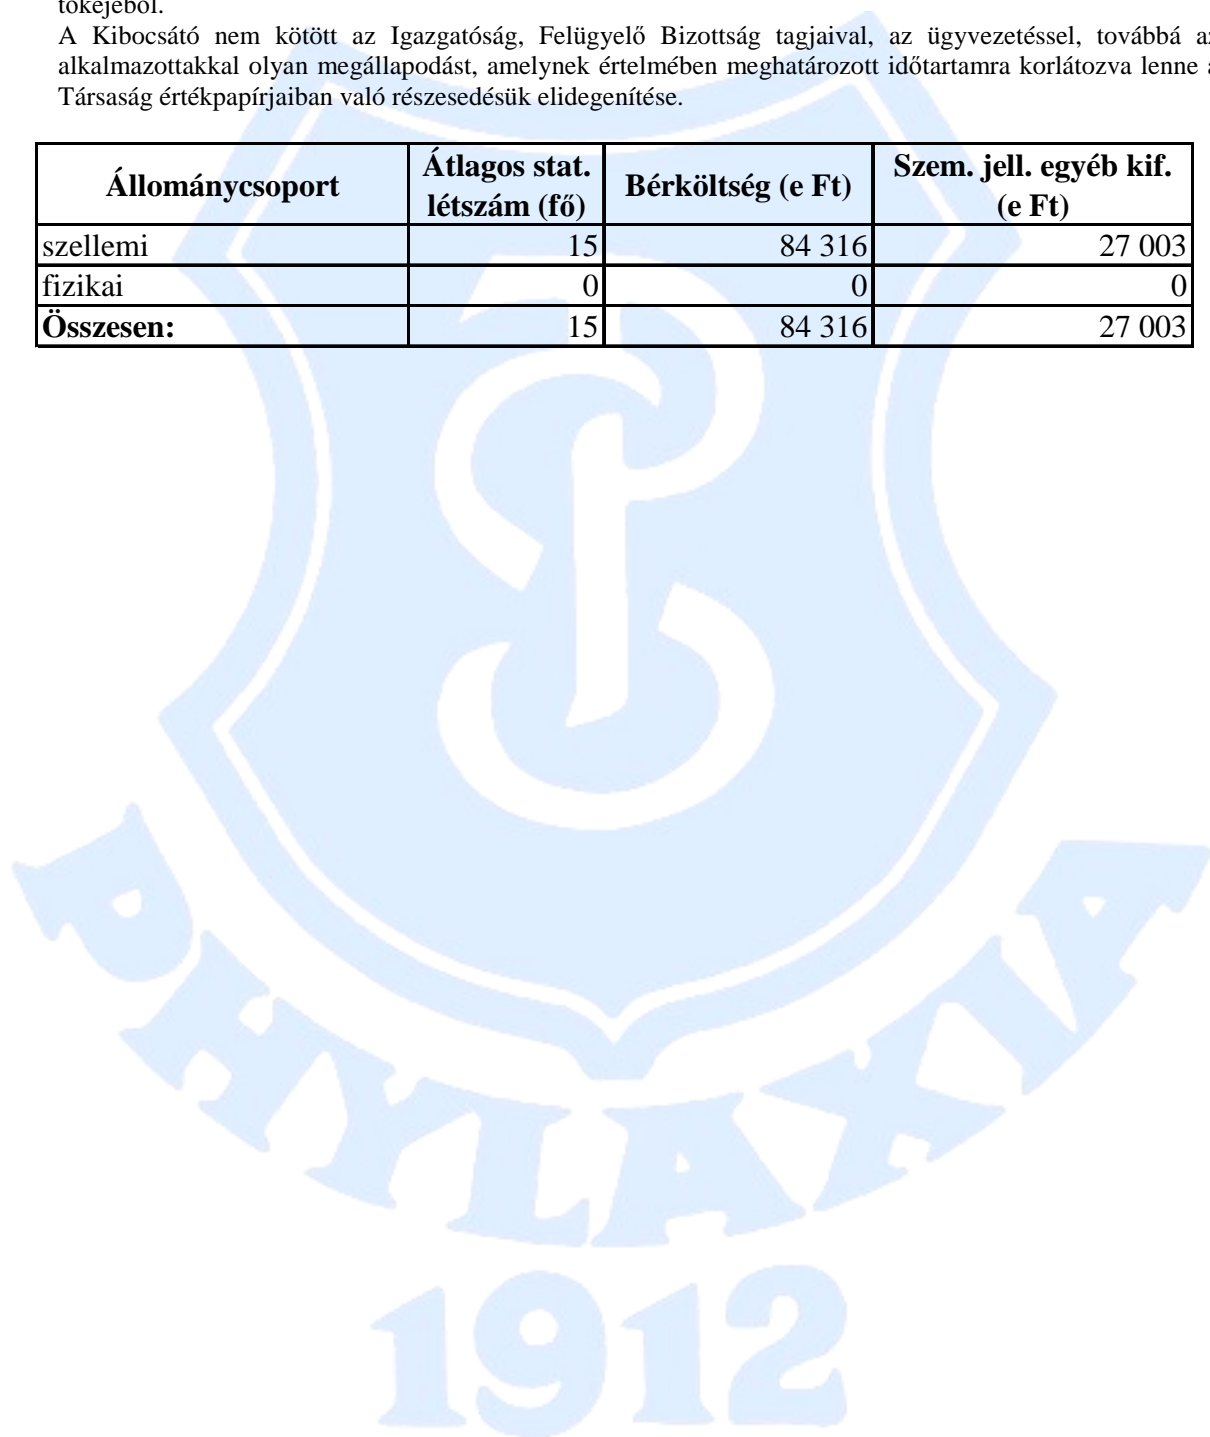 tőkéjéből.
A Kibocsátó nem kötött az Igazgatóság, Felügyelő Bizottság tagjaival, az ügyvezetéssel, továbbá az
alkalmazottakkal olyan megállapodást, amelynek értelmében meghatározott időtartamra korlátozva lenne a
Társaság értékpapírjaiban való részesedésük elidegenítése.
Állománycsoport Átlagos stat. létszám (fő) Bérköltség (e Ft) Szem. jell. egyéb kif. (e Ft)
szellemi 15 84 316 27 003
fizikai 0 0 0
Összesen: 15 84 316 27 003
PHYLAXIA
1912